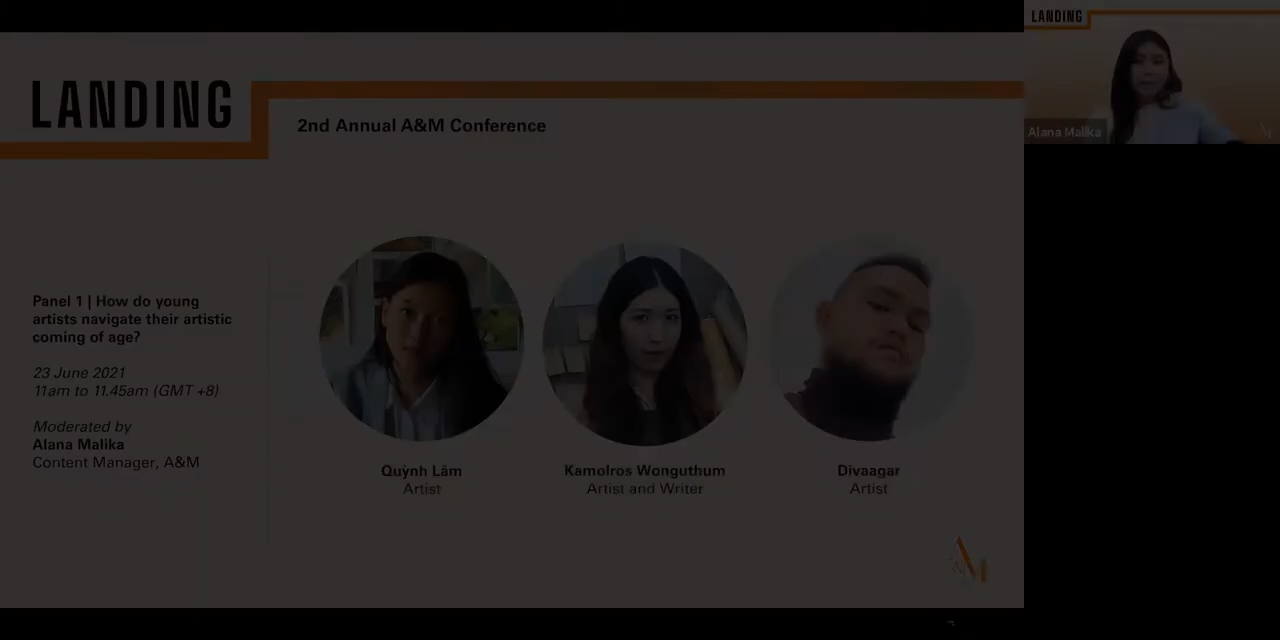 LANDING
2nd Annual A&M Conference
Panel 1 | How do young
artists navigate their artistic
coming of age?
23 June 2021
11am to 11.45am (GMT +8)
Moderated by
Alana Malika
Content Manager, A&M
Quỳnh Lâm
Artist
Kamolros Wonguthum
Artist and Writer
Divaagar
Artist
LANDING
Alana Malika